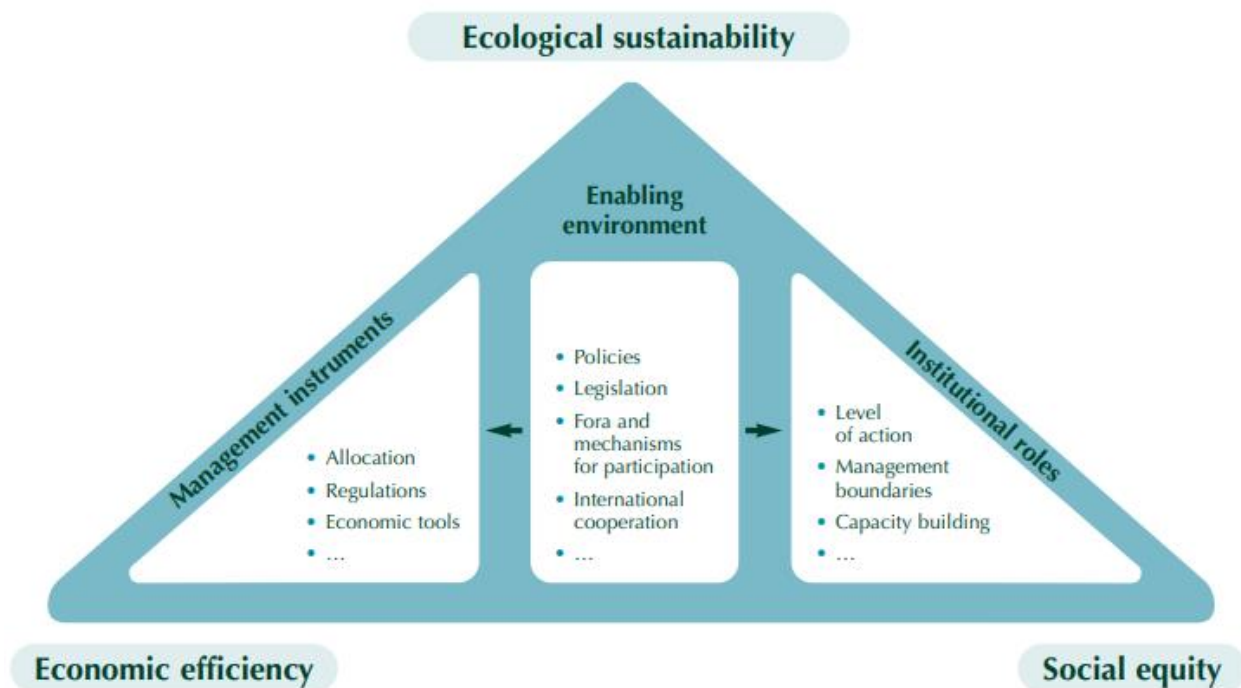 Ecological sustainability
Enabling
environment
Management instruments
• Allocation
• Regulations
• Economic tools
• ...
• Policies
• Legislation
• Fora and
mechanisms
for participation
• International
cooperation
• ...
Institutional roles
• Level
of action
• Management
boundaries
• Capacity building
• ...
Economic efficiency
Social equity